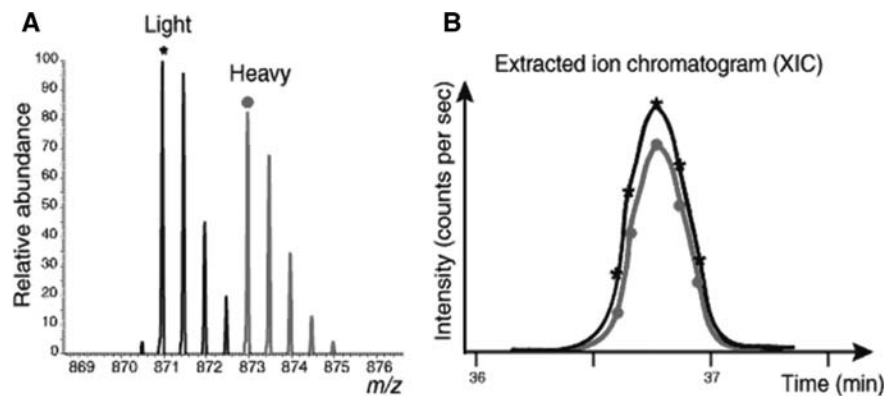 A
Light
Heavy
Relative abundance
100
90
80
70
60
50
40
30
20
10
0
869 870 871 872 873 874 875 876
m/z
B
Extracted ion chromatogram (XIC)
Intensity (counts per sec)
36 37
Time (min)